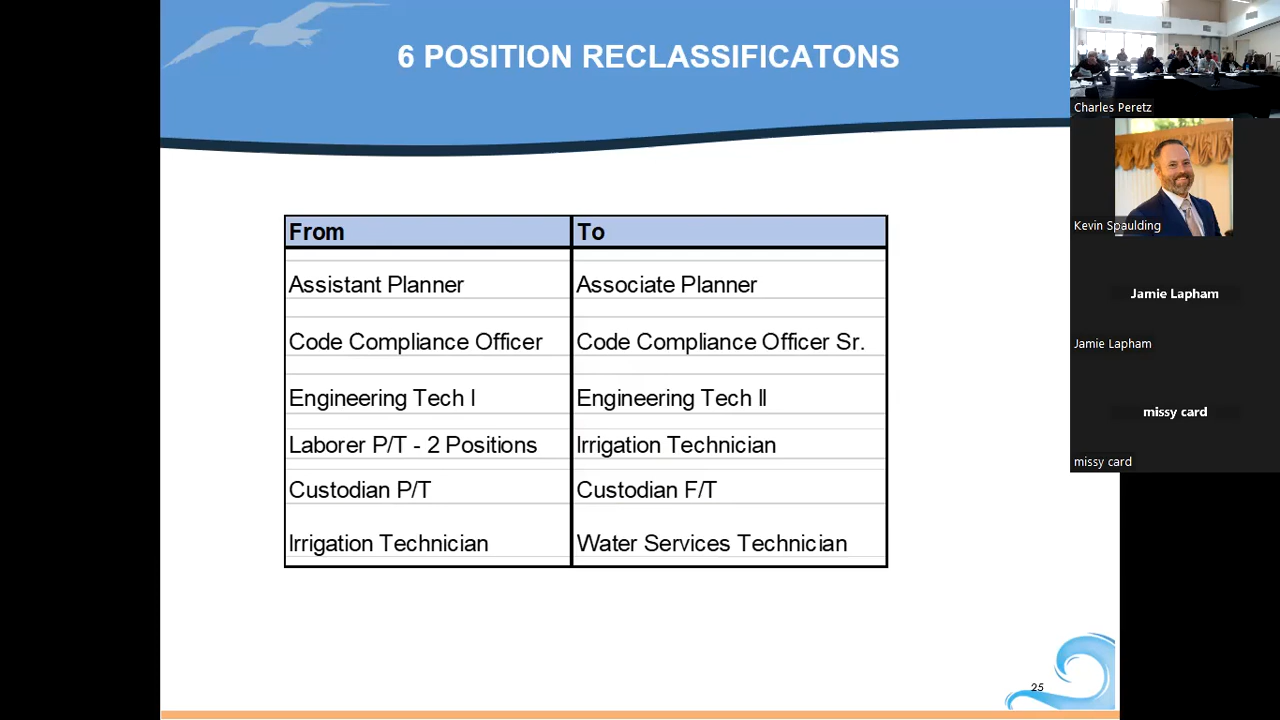 6 POSITION RECLASSIFICATONS
From To
Assistant Planner Associate Planner
Code Compliance Officer Code Compliance Officer Sr.
Engineering Tech I Engineering Tech II
Laborer P/T - 2 Positions Irrigation Technician
Custodian P/T Custodian F/T
Irrigation Technician Water Services Technician
25
Charles Peretz
Kevin Spaulding
Jamie Lapham
Jamie Lapham
missy card
missy card